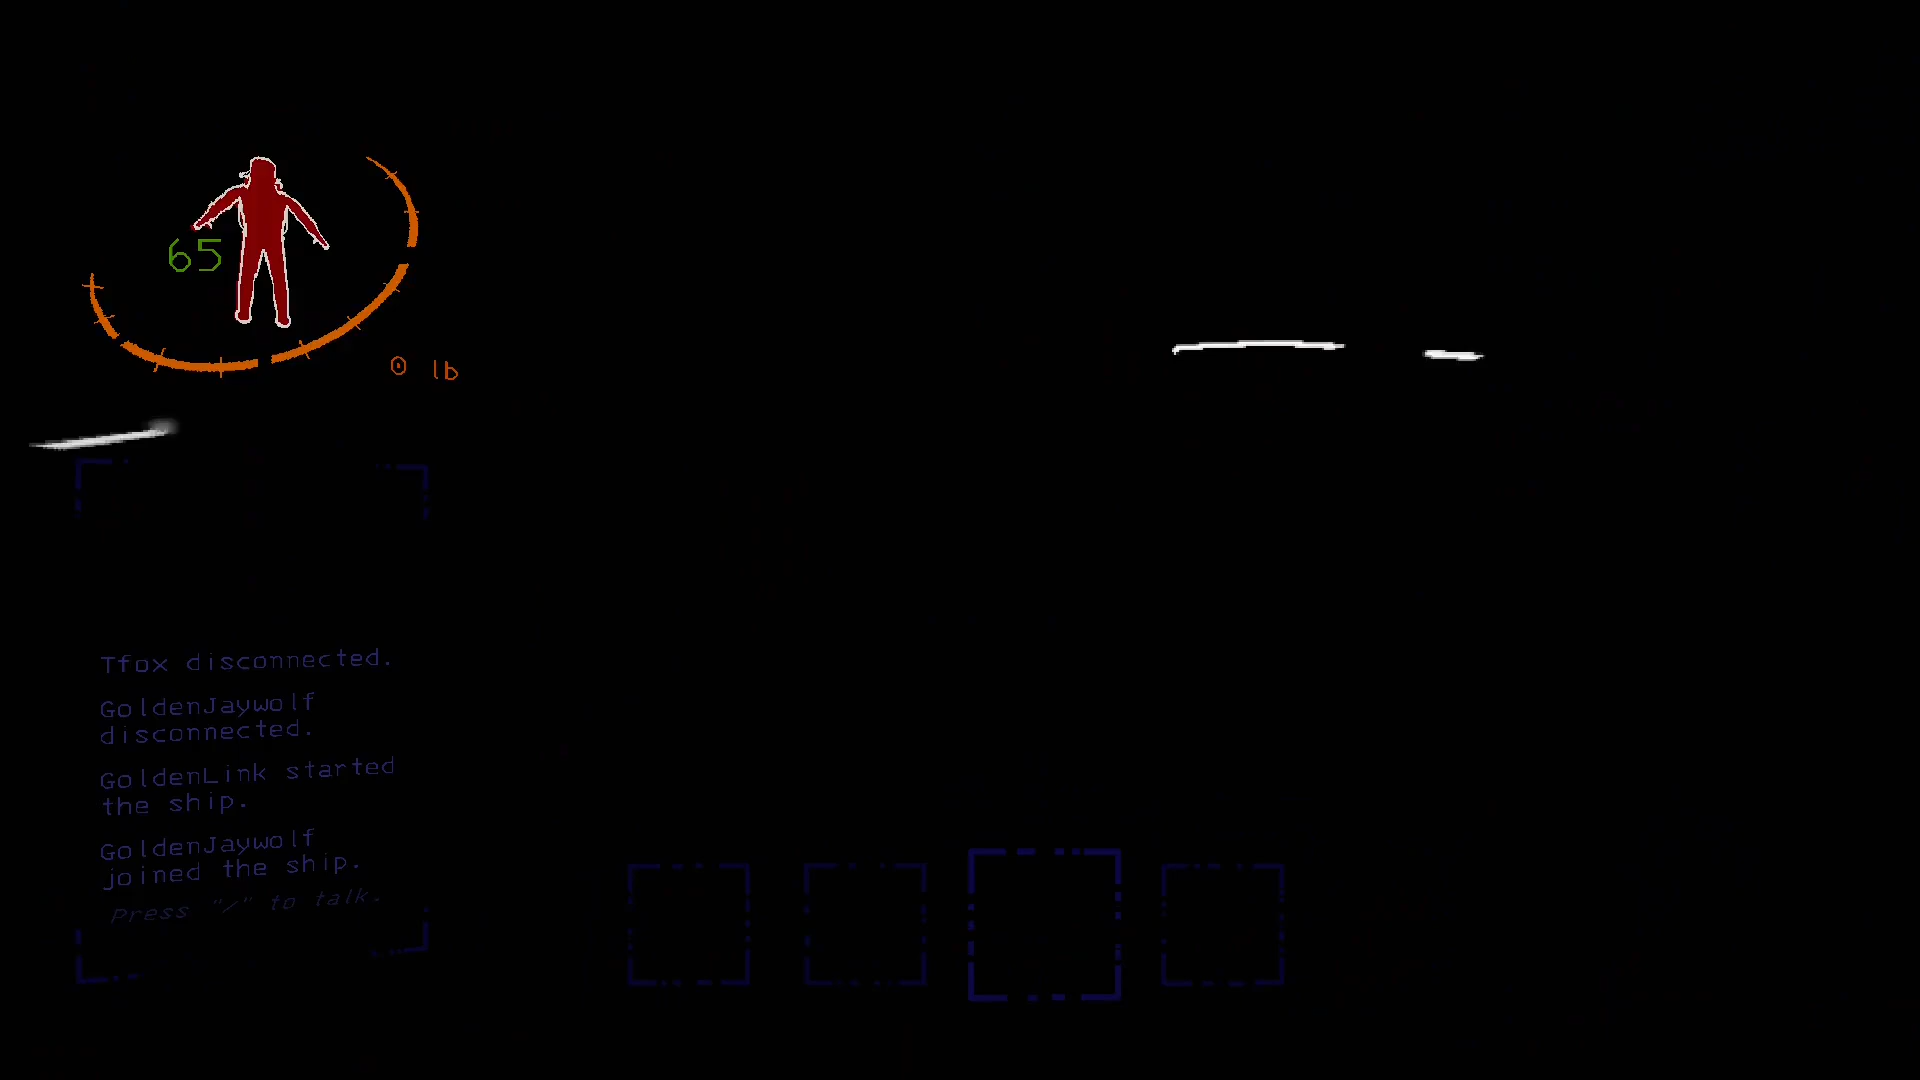 65
0 lb
Tfox disconnected.
GoldenJaywolf
disconnected.
GoldenLink started
the ship.
GoldenJaywolf
joined the ship.
Press "/" to talk.